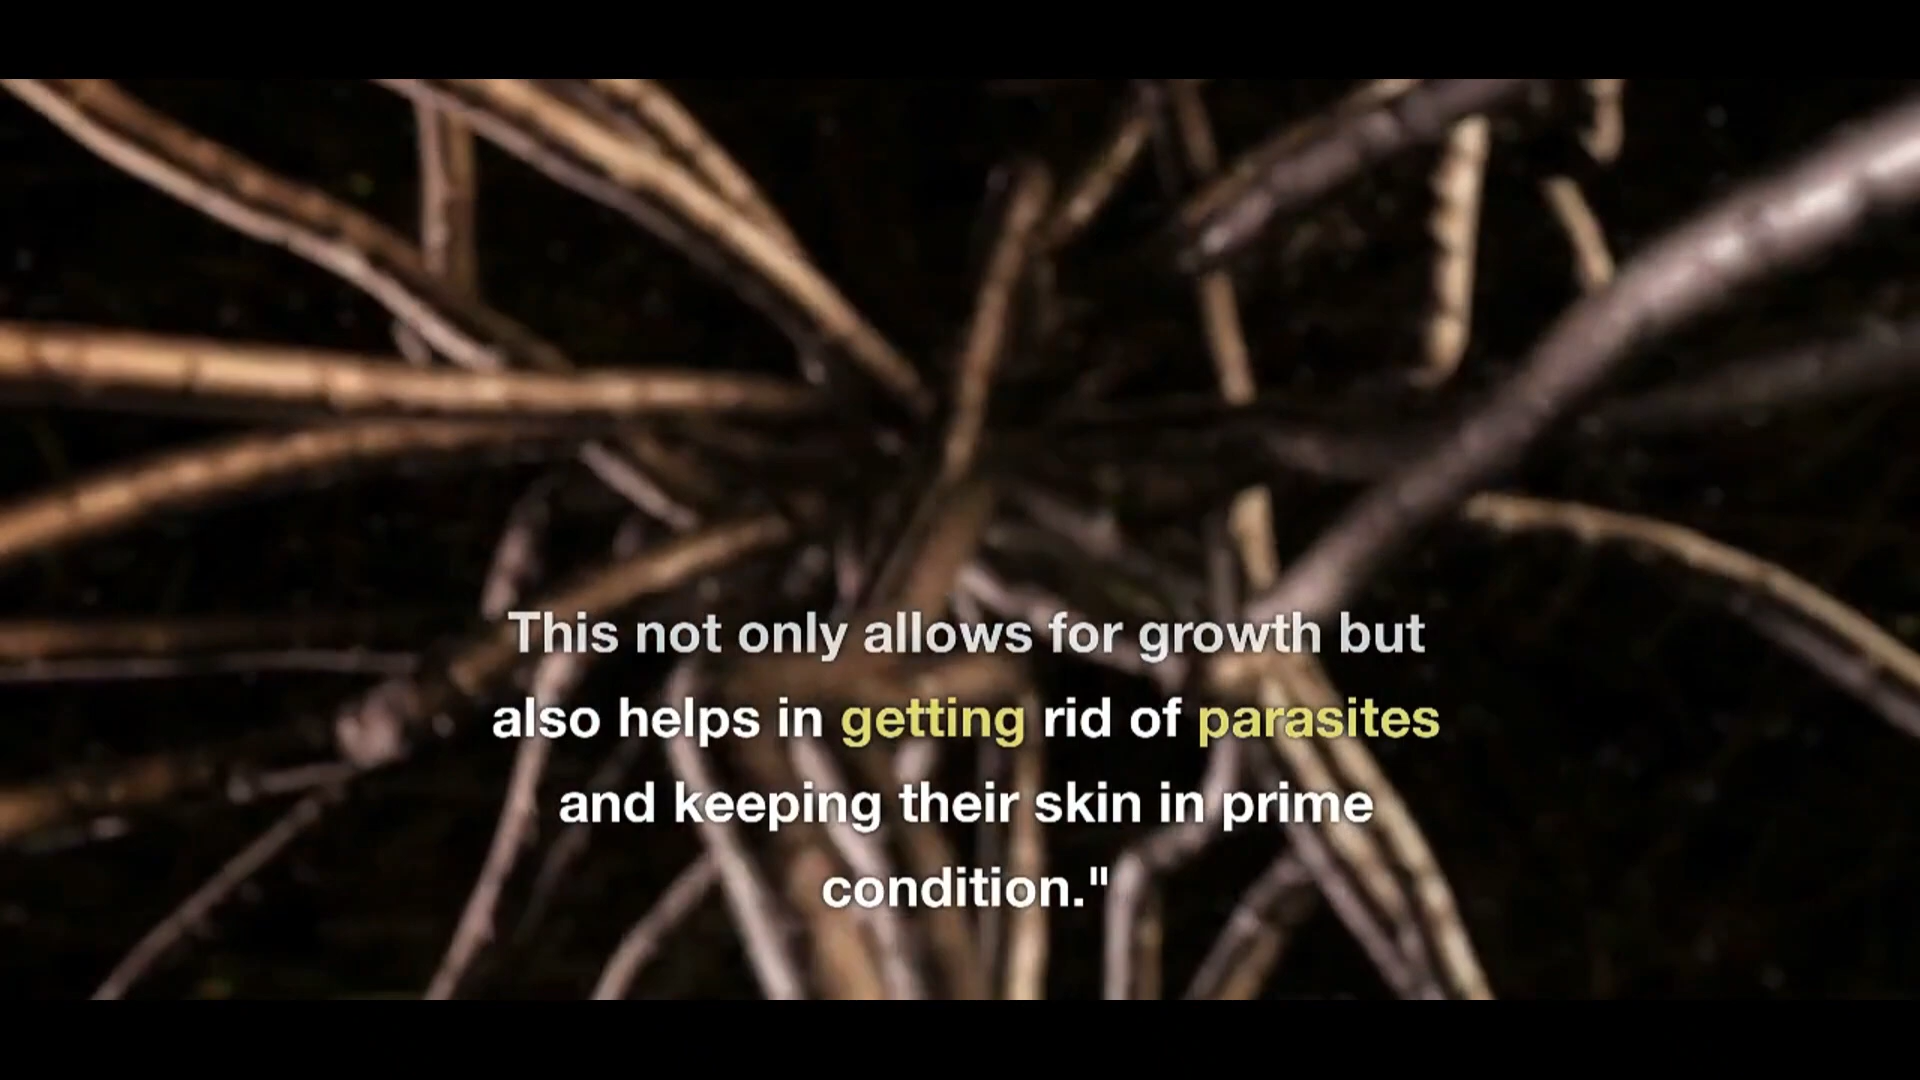 This not only allows for growth but
also helps in getting rid of parasites
and keeping their skin in prime
condition."